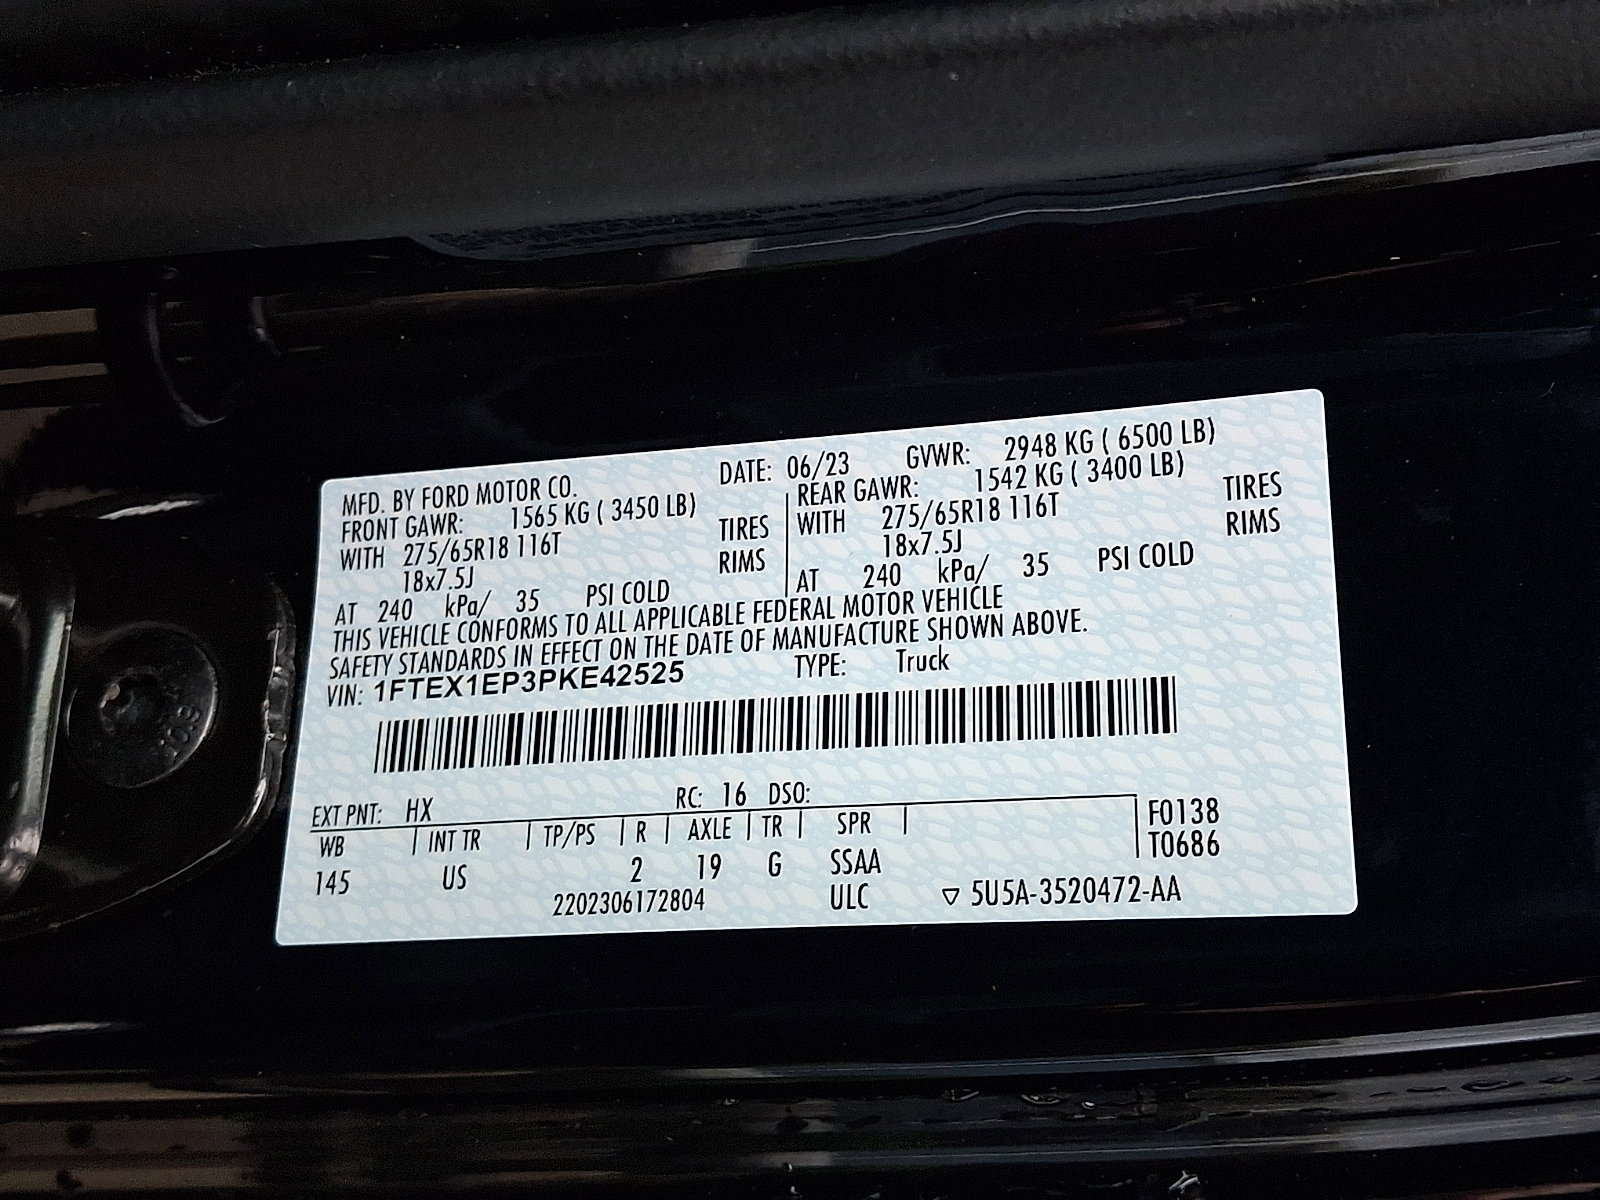 MFD. BY FORD MOTOR CO. DATE: 06/23 GVWR: 2948 KG ( 6500 LB)
FRONT GAWR: 1565 KG ( 3450 LB) REAR GAWR: 1542 KG ( 3400 LB)
WITH 275/65R18 116T TIRES WITH 275/65R18 116T TIRES
18x7.5J RIMS 18x7.5J RIMS
AT 240 kPa/ 35 PSI COLD AT 240 kPa/ 35 PSI COLD
THIS VEHICLE CONFORMS TO ALL APPLICABLE FEDERAL MOTOR VEHICLE
SAFETY STANDARDS IN EFFECT ON THE DATE OF MANUFACTURE SHOWN ABOVE.
VIN: 1FTEX1EP3PKE42525 TYPE: Truck
EXT PNT: HX RC: 16 DSO:
WB INT TR TP/PS R AXLE TR SPR F0138
145 US 2 19 G SSAA T0686
2202306172804 ULC ▽ 5U5A-3520472-AA
10.9